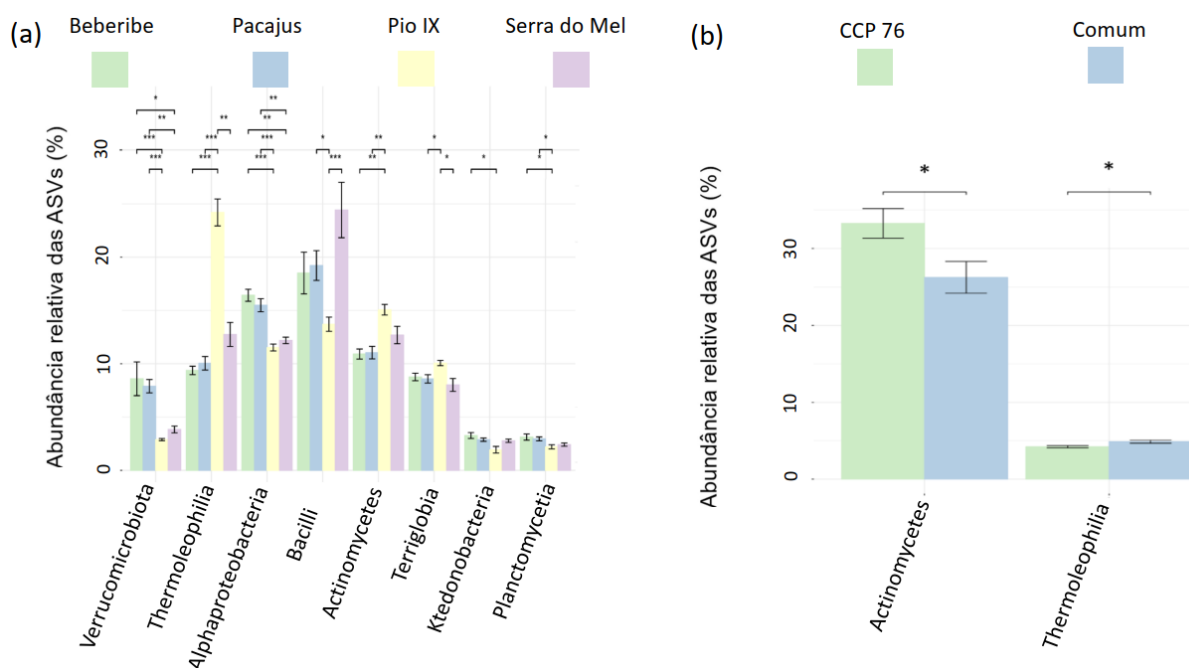 (a)
Beberibe Pacajus Pio IX Serra do Mel
Abundância relativa das ASVs (%)
30
20
10
0
* ** *** ***
*** *** **
** ** *** ***
* ***
** **
* *
*
* *
Verrucomicrobiota
Thermoleophilia
Alphaproteobacteria
Bacilli
Actinomycetes
Terriglobia
Ktedonobacteria
Planctomycetia
(b)
CCP 76 Comum
Abundância relativa das ASVs (%)
30
20
10
0
* *
Actinomycetes
Thermoleophilia